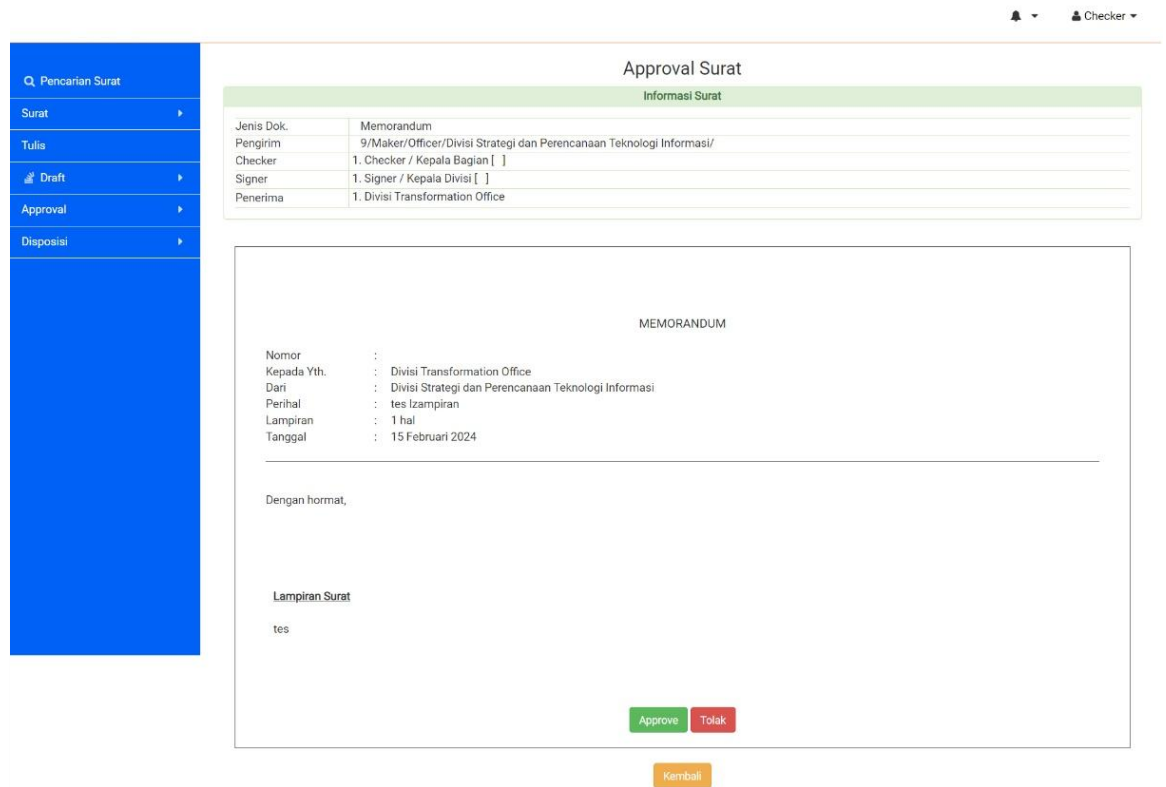 Checker
Pencarian Surat
Surat
Tulis
Draft
Approval
Disposisi
Approval Surat
Informasi Surat
Jenis Dok. Memorandum
Pengirim 9/Maker/Officer/Divisi Strategi dan Perencanaan Teknologi Informasi/
Checker 1. Checker / Kepala Bagian [ ]
Signer 1. Signer / Kepala Divisi [ ]
Penerima 1. Divisi Transformation Office
MEMORANDUM
Nomor :
Kepada Yth. : Divisi Transformation Office
Dari : Divisi Strategi dan Perencanaan Teknologi Informasi
Perihal : tes lzampiran
Lampiran : 1 hal
Tanggal : 15 Februari 2024
Dengan hormat,
Lampiran Surat
tes
Approve Tolak
Kembali